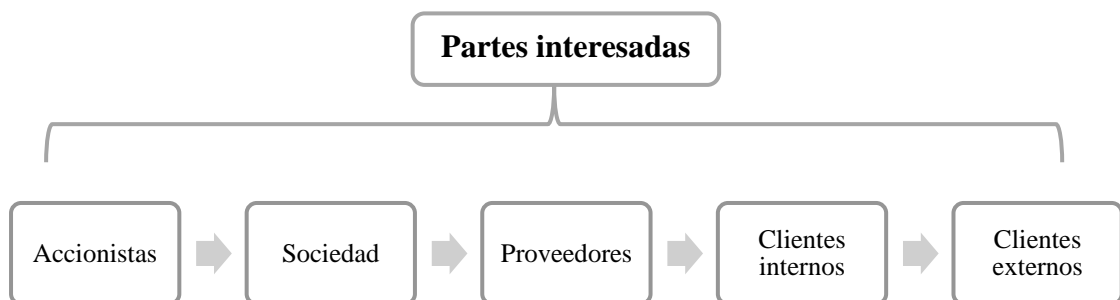 Partes interesadas
Accionistas
Sociedad
Proveedores
Clientes
internos
Clientes
externos